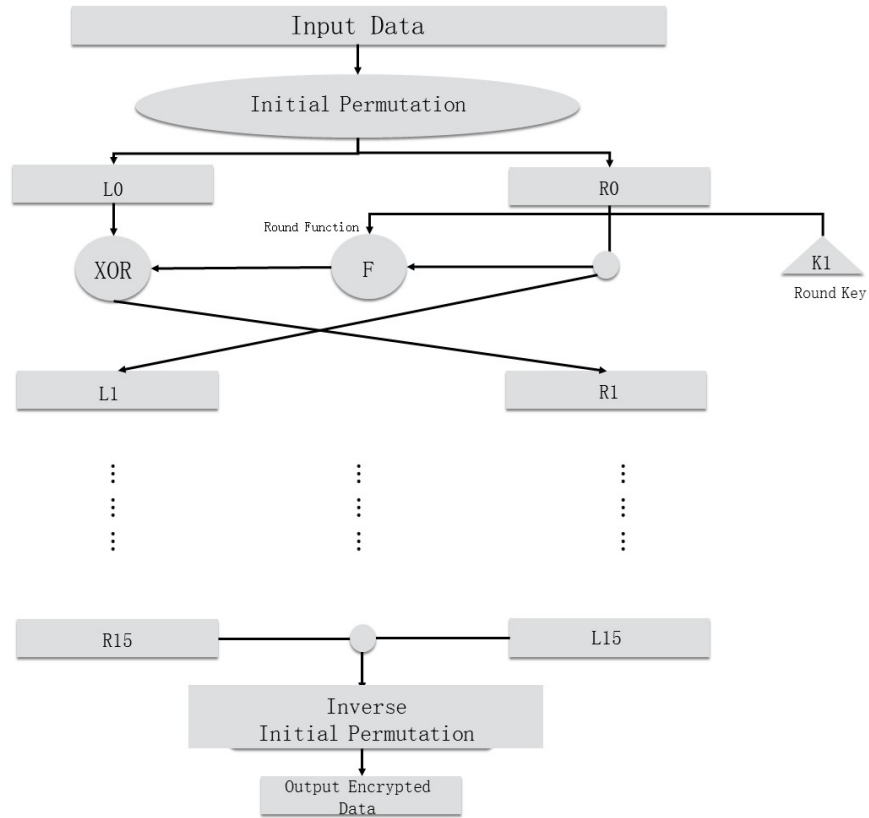 Input Data
Initial Permutation
L0
R0
Round Function
XOR
F
K1
Round Key
L1
R1
R15
L15
Inverse
Initial Permutation
Output Encrypted
Data